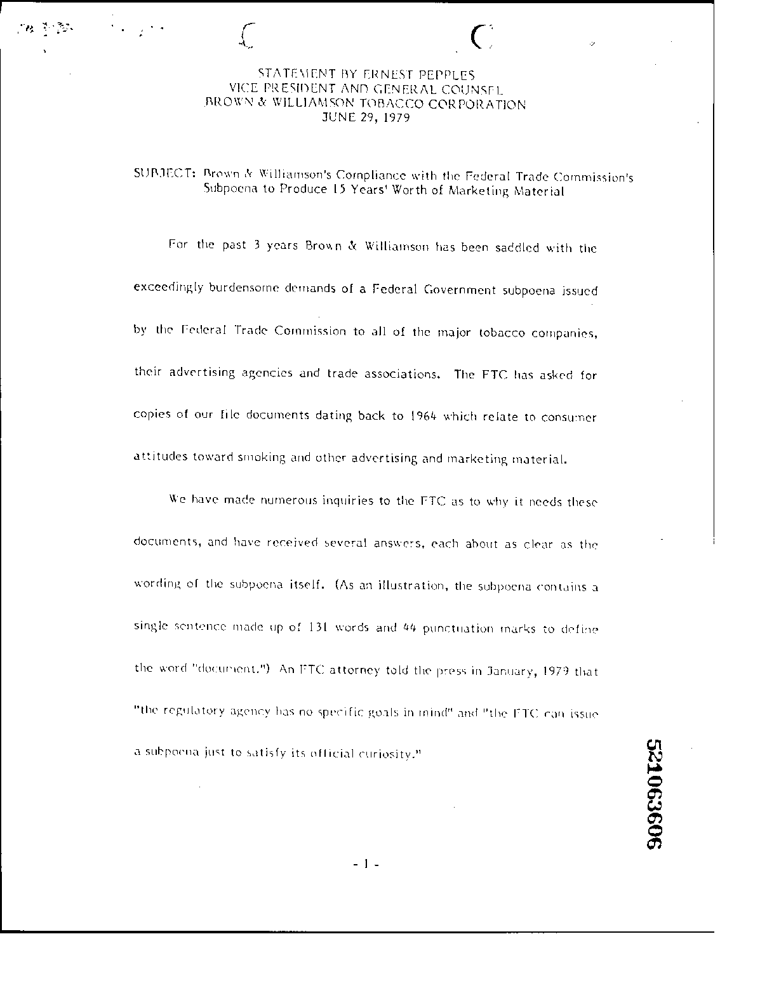 STATEMENT BY ERNEST PEPPLES
VICE PRESIDENT AND GENERAL COUNSEL
BROWN & WILLIAMSON TOBACCO CORPORATION
JUNE 29, 1979
SUBJECT: Brown & Williamson's Compliance with the Federal Trade Commission's
Subpoena to Produce 15 Years' Worth of Marketing Material
For the past 3 years Brown & Williamson has been saddled with the
exceedingly burdensome demands of a Federal Government subpoena issued
by the Federal Trade Commission to all of the major tobacco companies,
their advertising agencies and trade associations. The FTC has asked for
copies of our file documents dating back to 1964 which relate to consumer
attitudes toward smoking and other advertising and marketing material.
We have made numerous inquiries to the FTC as to why it needs these
documents, and have received several answers, each about as clear as the
wording of the subpoena itself. (As an illustration, the subpoena contains a
single sentence made up of 131 words and 44 punctuation marks to define
the word "document.") An FTC attorney told the press in January, 1979 that
"the regulatory agency has no specific goals in mind" and "the FTC can issue
a subpoena just to satisfy its official curiosity."
521063606
- 1 -